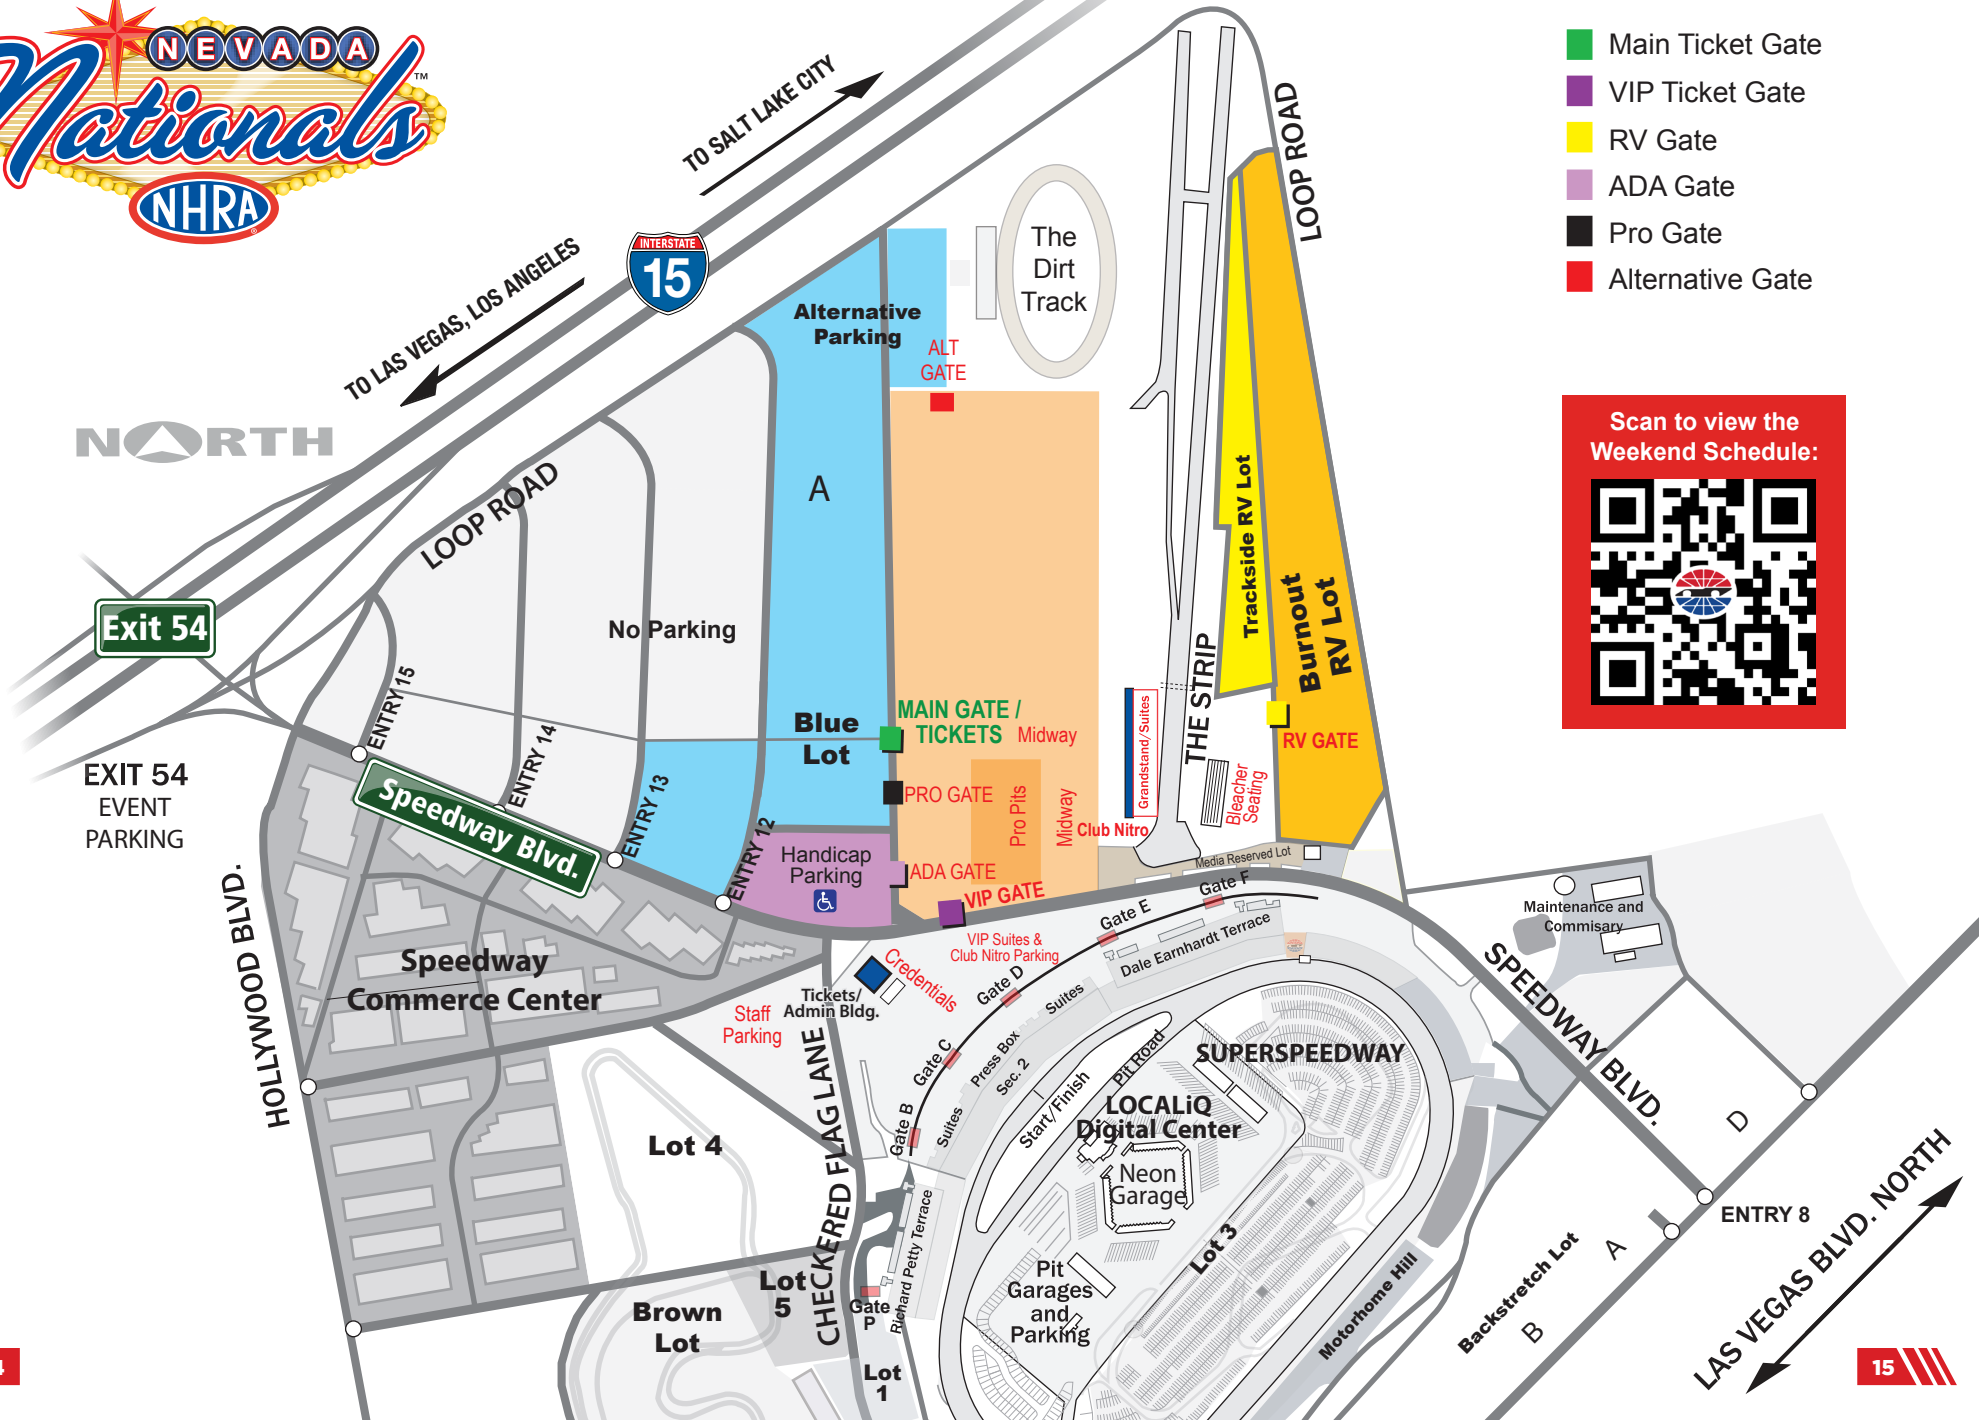 NEVADA
Nationals™
NHRA®
Main Ticket Gate
VIP Ticket Gate
RV Gate
ADA Gate
Pro Gate
Alternative Gate
Scan to view the
Weekend Schedule:
TO SALT LAKE CITY
TO LAS VEGAS, LOS ANGELES
INTERSTATE
15
NORTH
LOOP ROAD
LOOP ROAD
The
Dirt
Track
Alternative
Parking
ALT
GATE
A
No Parking
Exit 54
EXIT 54
EVENT
PARKING
ENTRY 15
ENTRY 14
ENTRY 13
ENTRY 12
Speedway Blvd.
Blue
Lot
MAIN GATE /
TICKETS
Midway
PRO GATE
Pro Pits
Midway
Club Nitro
Grandstand/Suites
THE STRIP
Bleacher
Seating
Trackside RV Lot
Burnout
RV Lot
RV GATE
Handicap
Parking
ADA GATE
VIP GATE
Media Reserved Lot
VIP Suites &
Club Nitro Parking
Credentials
Tickets/
Admin Bldg.
Staff
Parking
HOLLYWOOD BLVD.
Speedway
Commerce Center
CHECKERED FLAG LANE
Gate F
Gate E
Gate D
Gate C
Gate B
Gate
P
Dale Earnhardt Terrace
Suites
Press Box
Sec. 2
Suites
Start/Finish
Pit Road
SUPERSPEEDWAY
LOCALiQ
Digital Center
Neon
Garage
Pit
Garages
and
Parking
Lot 3
Richard Petty Terrace
Lot 4
Lot
5
Brown
Lot
Lot
1
Maintenance and
Commisary
SPEEDWAY BLVD.
D
ENTRY 8
A
B
Backstretch Lot
Motorhome Hill
LAS VEGAS BLVD. NORTH
4
15